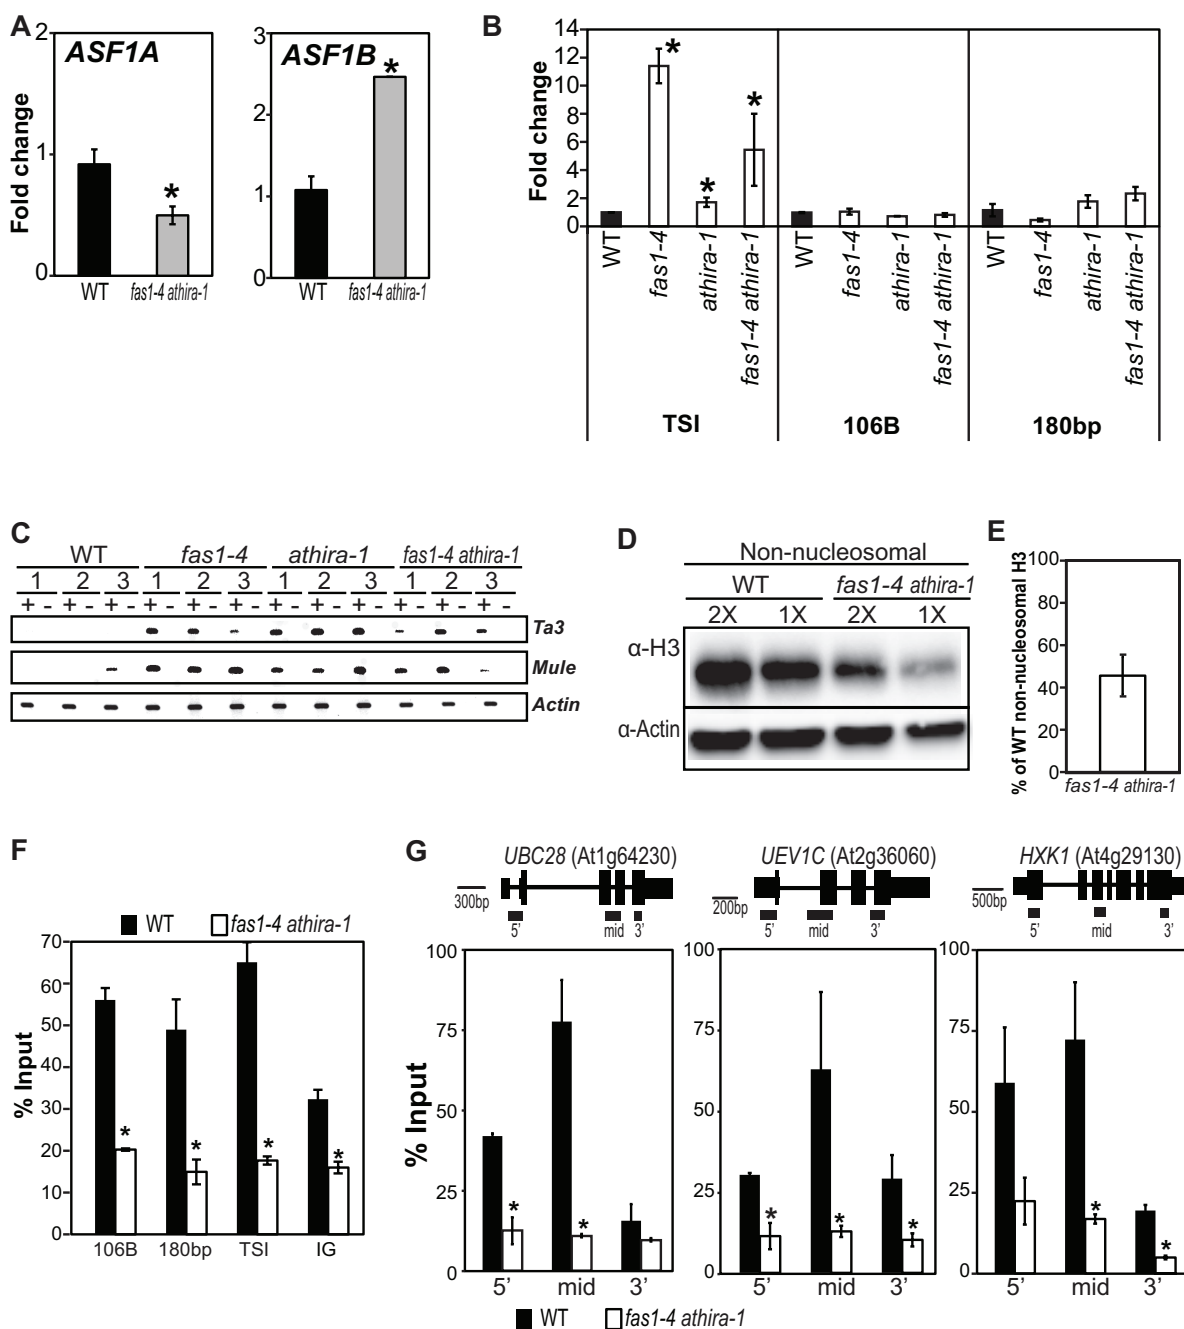 A
ASF1A
Fold change
2
1
0
WT
fas1-4 athira-1
ASF1B
3
2
1
0
WT
fas1-4 athira-1
B
Fold change
14
12
10
8
6
4
2
0
WT
fas1-4
athira-1
fas1-4 athira-1
WT
fas1-4
athira-1
fas1-4 athira-1
WT
fas1-4
athira-1
fas1-4 athira-1
TSI
106B
180bp
C
WT fas1-4 athira-1 fas1-4 athira-1
1 2 3 1 2 3 1 2 3 1 2 3
+ - + - + - + - + - + - + - + - + - + - + - + -
Ta3
Mule
Actin
D
Non-nucleosomal
WT fas1-4 athira-1
2X 1X 2X 1X
α-H3
α-Actin
E
% of WT non-nucleosomal H3
100
80
60
40
20
0
fas1-4 athira-1
F
WT fas1-4 athira-1
% Input
70
60
50
40
30
20
10
0
106B 180bp TSI IG
G
UBC28 (At1g64230)
300bp
5' mid 3'
UEV1C (At2g36060)
200bp
5' mid 3'
HXK1 (At4g29130)
500bp
5' mid 3'
% Input
100
75
50
25
0
5' mid 3'
100
75
50
25
0
5' mid 3'
100
75
50
25
0
5' mid 3'
WT fas1-4 athira-1